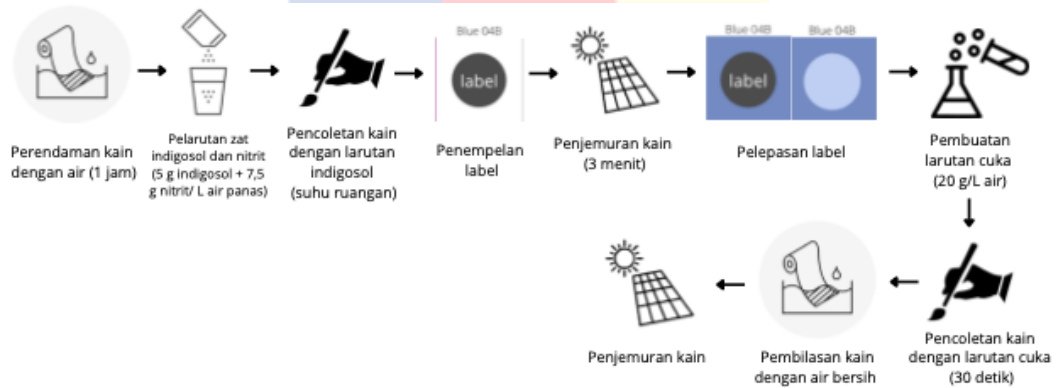 Perendaman kain
dengan air (1 jam)
Pelarutan zat
indigosol dan nitrit
(5 g indigosol + 7,5
g nitrit/ L air panas)
Pencoletan kain
dengan larutan
indigosol
(suhu ruangan)
Blue 04B
label
Penempelan
label
Penjemuran kain
(3 menit)
Blue 04B
Blue 04B
label
Pelepasan label
Pembuatan
larutan cuka
(20 g/L air)
Pencoletan kain
dengan larutan cuka
(30 detik)
Pembilasan kain
dengan air bersih
Penjemuran kain